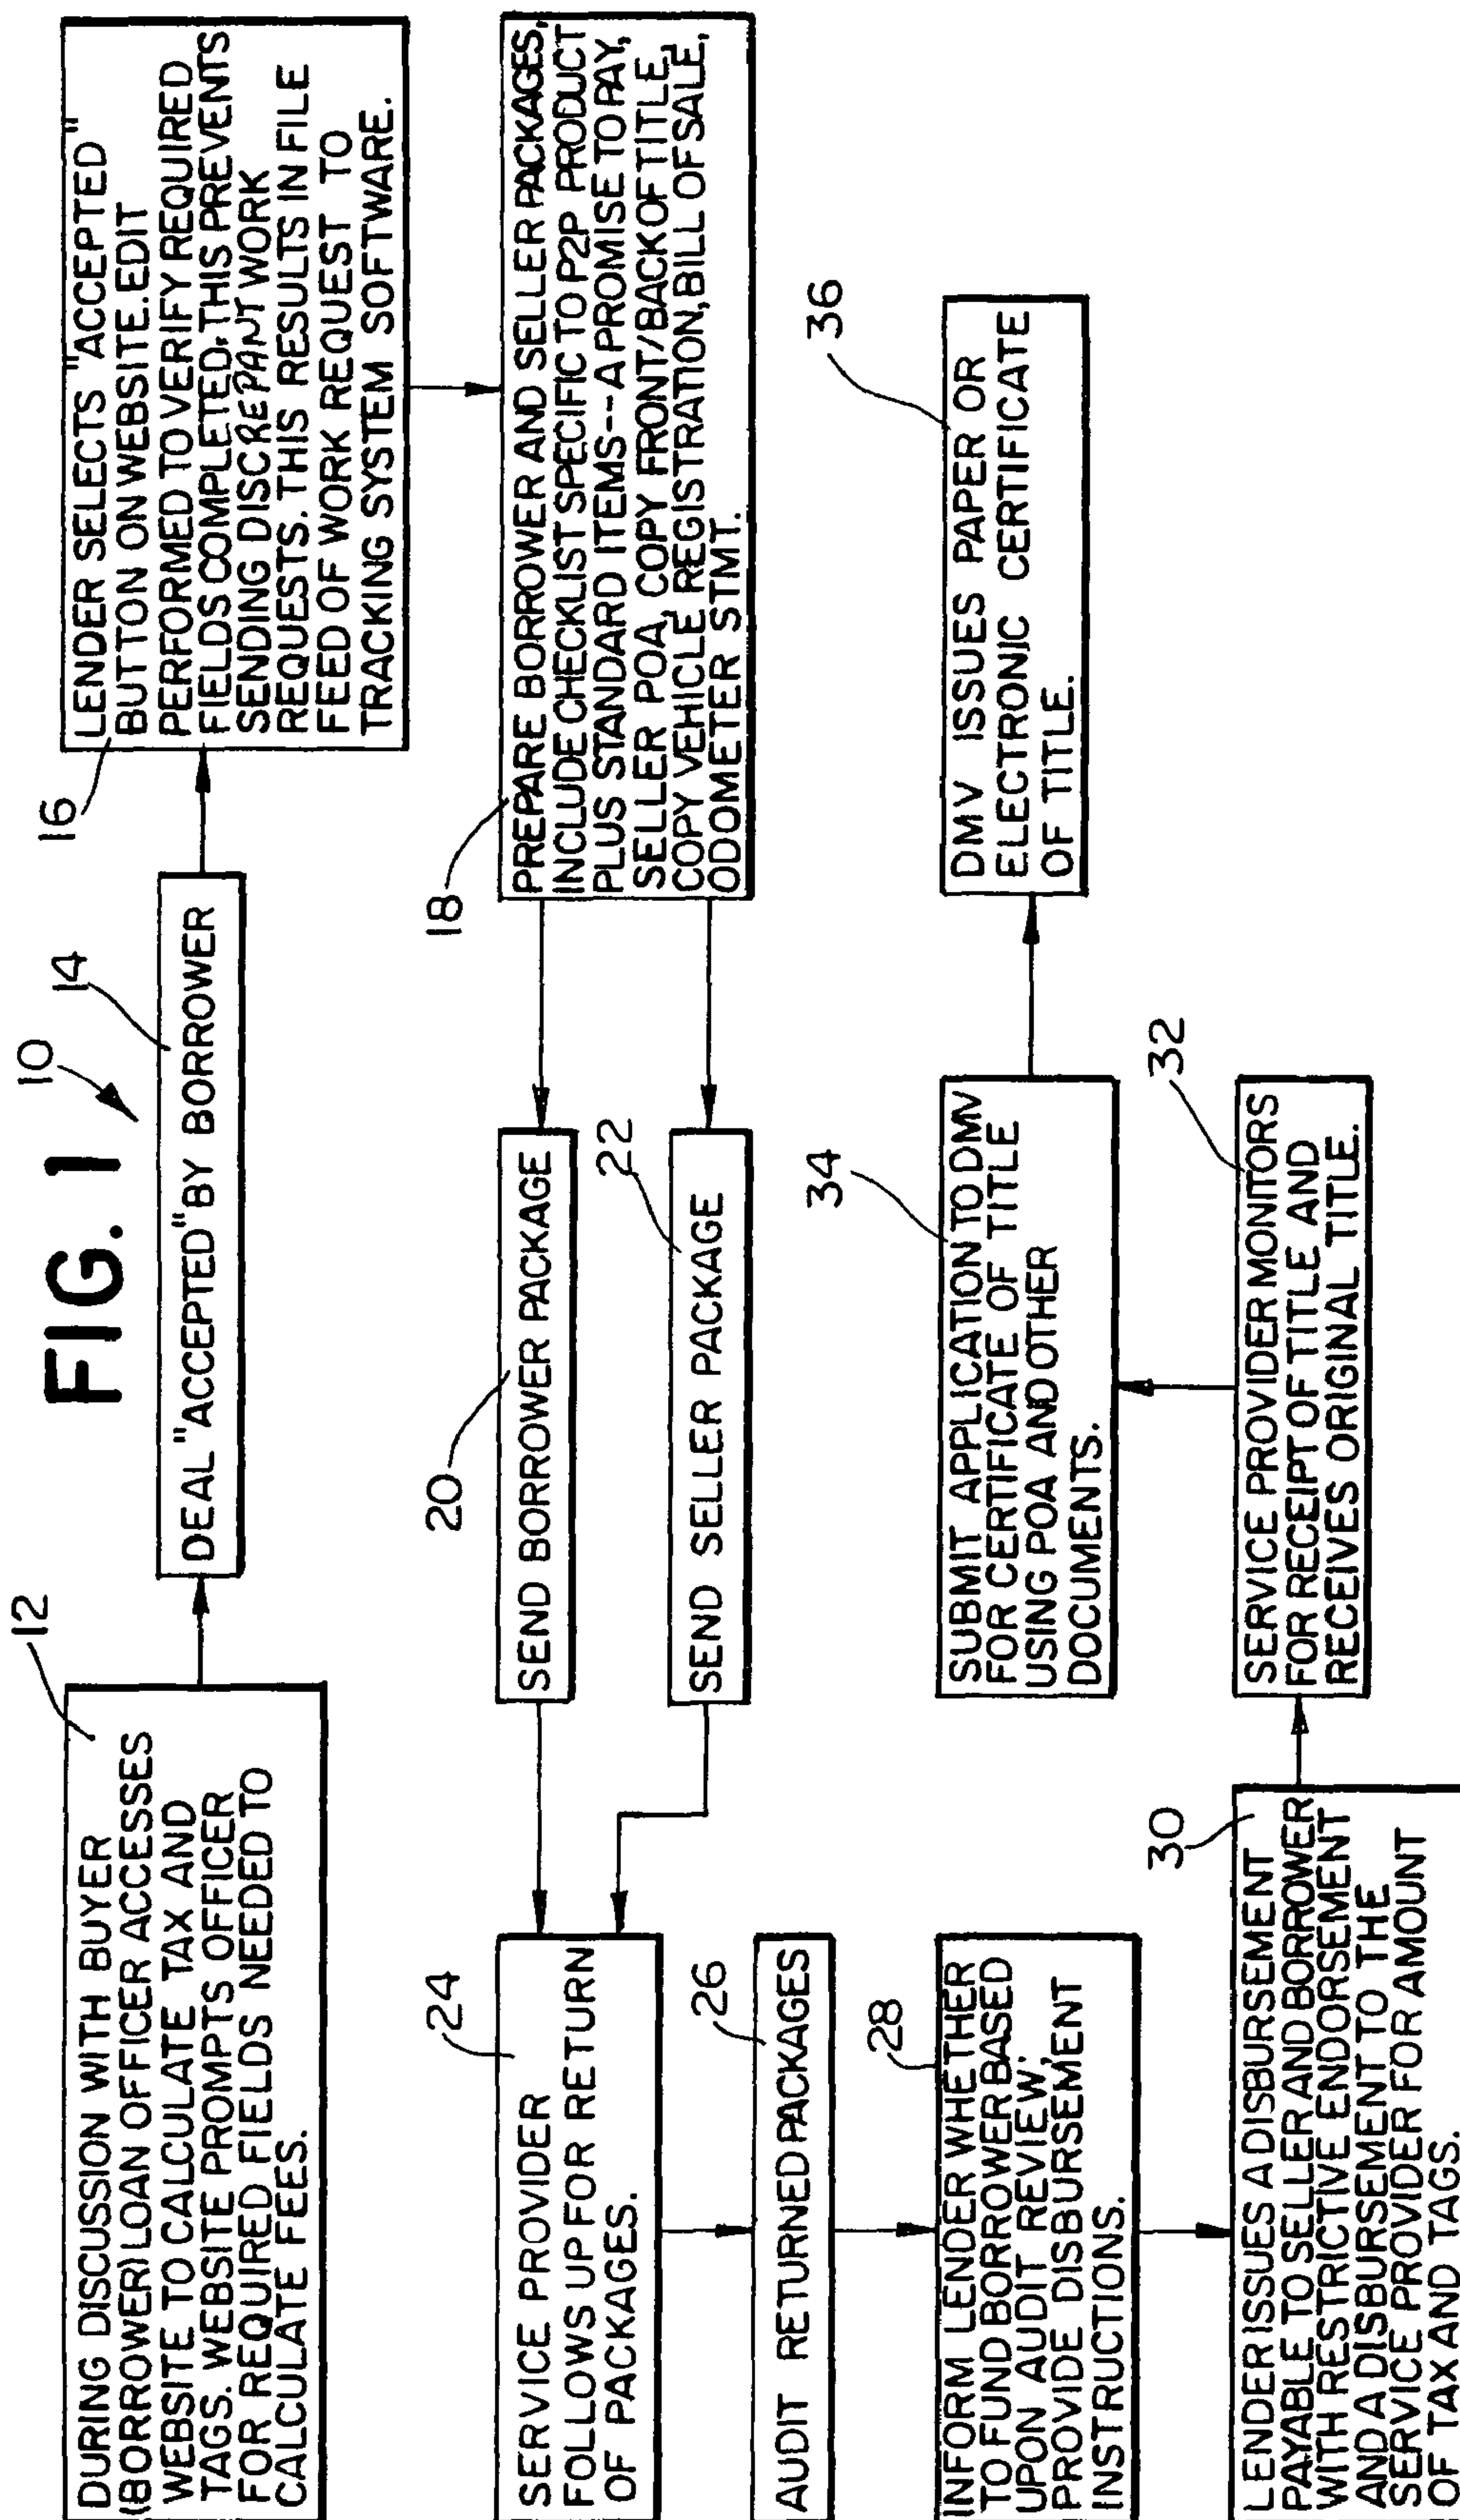 FIG. 1
10
12
DURING DISCUSSION WITH BUYER
(BORROWER) LOAN OFFICER ACCESSES
WEBSITE TO CALCULATE TAX AND
TAGS. WEBSITE PROMPTS OFFICER
FOR REQUIRED FIELDS NEEDED TO
CALCULATE FEES.
14
DEAL "ACCEPTED" BY BORROWER
16
LENDER SELECTS "ACCEPTED"
BUTTON ON WEBSITE. EDIT
PERFORMED TO VERIFY REQUIRED
FIELDS COMPLETED; THIS PREVENTS
SENDING DISCREPANT WORK
REQUESTS. THIS RESULTS IN FILE
FEED OF WORK REQUEST TO
TRACKING SYSTEM SOFTWARE.
18
PREPARE BORROWER AND SELLER PACKAGES,
INCLUDE CHECKLIST SPECIFIC TO P2P PRODUCT
PLUS STANDARD ITEMS--A PROMISE TO PAY,
SELLER POA, COPY FRONT/BACK OF TITLE,
COPY VEHICLE REGISTRATION, BILL OF SALE,
ODOMETER STMT.
20
SEND BORROWER PACKAGE
22
SEND SELLER PACKAGE
24
SERVICE PROVIDER
FOLLOWS UP FOR RETURN
OF PACKAGES.
26
AUDIT RETURNED PACKAGES
28
INFORM LENDER WHETHER
TO FUND BORROWER BASED
UPON AUDIT REVIEW;
PROVIDE DISBURSEMENT
INSTRUCTIONS.
30
LENDER ISSUES A DISBURSEMENT
PAYABLE TO SELLER AND BORROWER
WITH RESTRICTIVE ENDORSEMENT
AND A DISBURSEMENT TO THE
SERVICE PROVIDER FOR AMOUNT
OF TAX AND TAGS.
32
SERVICE PROVIDER MONITORS
FOR RECEIPT OF TITLE AND
RECEIVES ORIGINAL TITLE.
34
SUBMIT APPLICATION TO DMV
FOR CERTIFICATE OF TITLE
USING POA AND OTHER
DOCUMENTS.
36
DMV ISSUES PAPER OR
ELECTRONIC CERTIFICATE
OF TITLE.